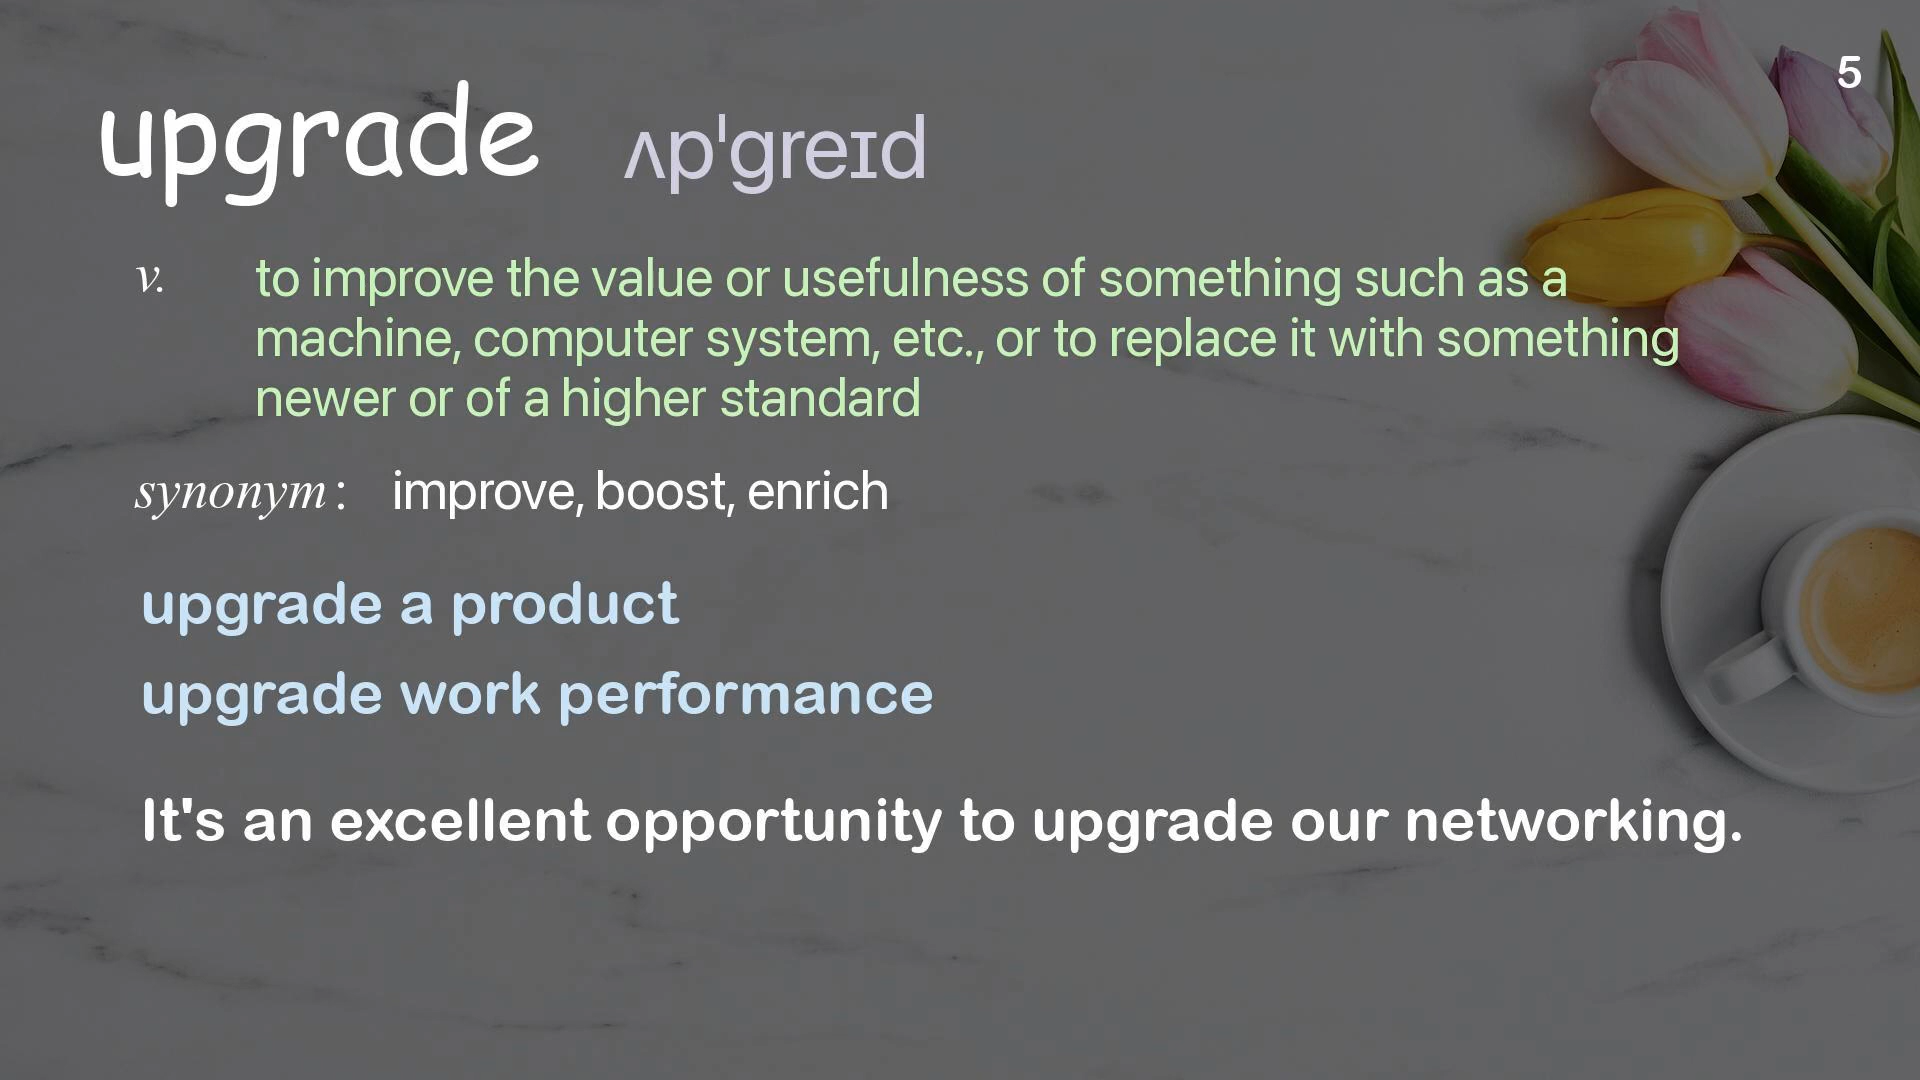 5
upgrade ʌpˈɡreɪd
v. to improve the value or usefulness of something such as a
machine, computer system, etc., or to replace it with something
newer or of a higher standard
synonym : improve, boost, enrich
upgrade a product
upgrade work performance
It's an excellent opportunity to upgrade our networking.